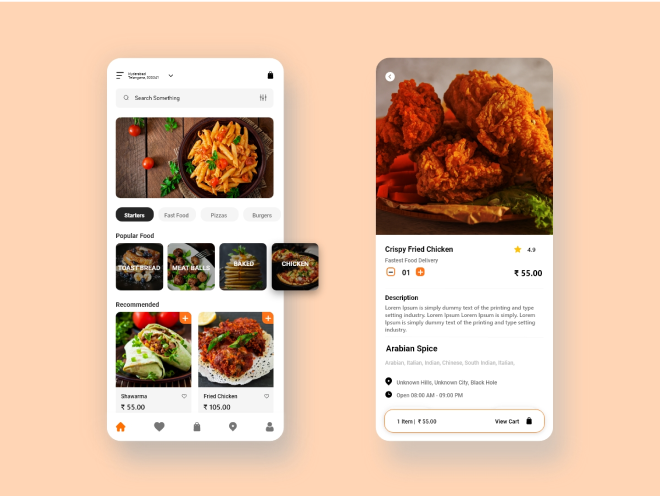 Hyderabad
Telangana, 500041.
Search Something
Starters
Fast Food
Pizzas
Burgers
Popular Food
TOAST BREAD
MEAT BALLS
BAKED
CHICKEN
Recommended
Shawarma
₹ 55.00
Fried Chicken
₹ 105.00
Crispy Fried Chicken
4.9
Fastest Food Delivery
01
₹ 55.00
Description
Lorem Ipsum is simply dummy text of the printing and type
setting industry. Lorem Ipsum Lorem Ipsum is simply. Lorem
Ipsum is simply dummy text of the printing and type setting
industry.
Arabian Spice
Arabian, Italian, Indian, Chinese, South Indian, Italian,
Unknown Hills, Unknown City, Black Hole
Open 08:00 AM - 09:00 PM
1 Item | ₹ 55.00
View Cart